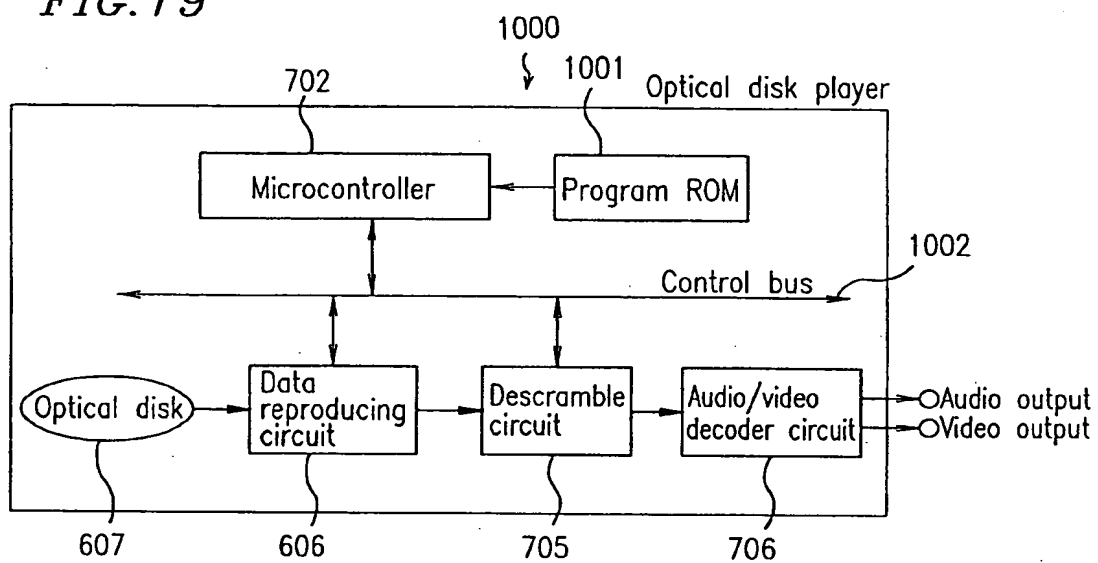 FIG. 19
1000
702
1001
Optical disk player
Microcontroller
Program ROM
1002
Control bus
Optical disk
Data
reproducing
circuit
Descramble
circuit
Audio/video
decoder circuit
Audio output
Video output
607
606
705
706